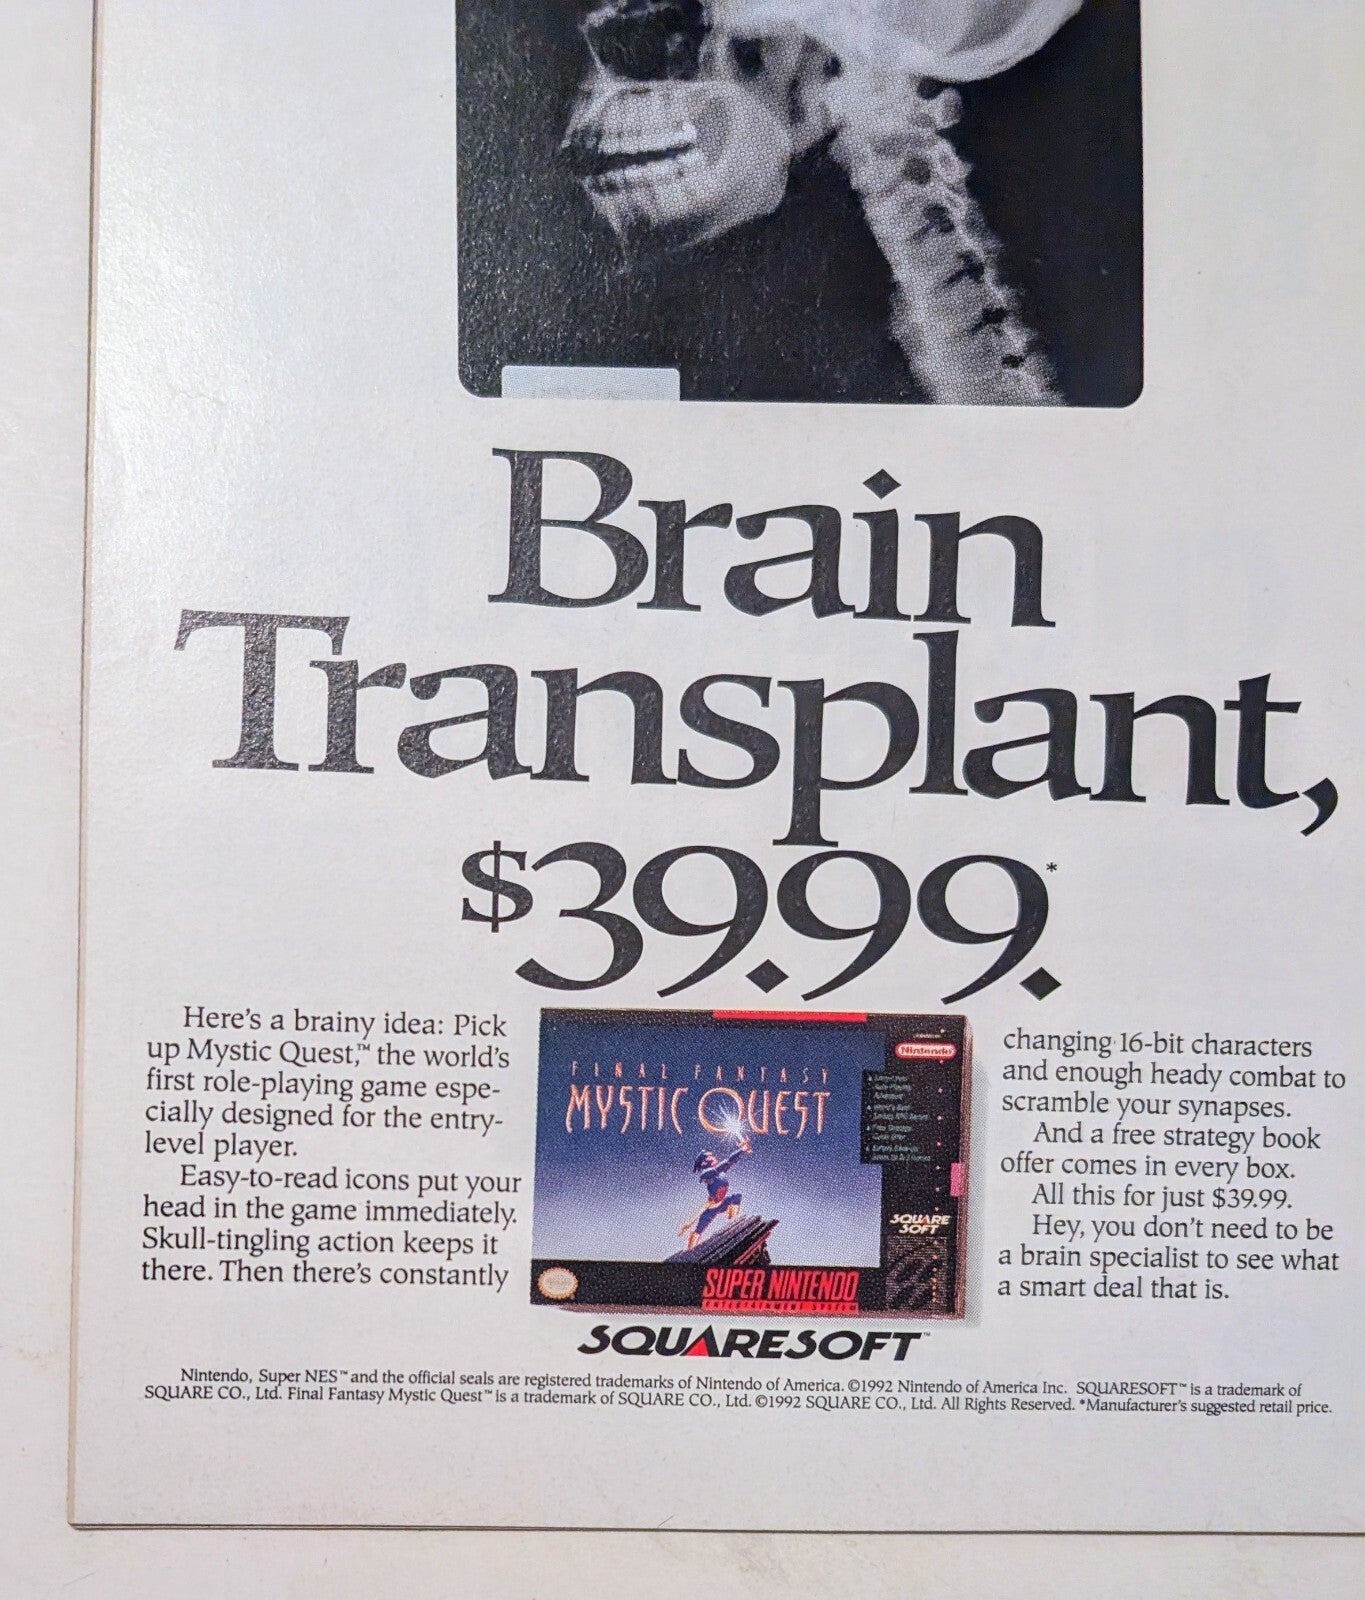 Brain
Transplant,
$39.99.*
Here's a brainy idea: Pick
up Mystic Quest,™ the world's
first role-playing game espe-
cially designed for the entry-
level player.
Easy-to-read icons put your
head in the game immediately.
Skull-tingling action keeps it
there. Then there's constantly
FINAL FANTASY
MYSTIC QUEST
Nintendo
SQUARE
SOFT
SUPER NINTENDO
ENTERTAINMENT SYSTEM
changing 16-bit characters
and enough heady combat to
scramble your synapses.
And a free strategy book
offer comes in every box.
All this for just $39.99.
Hey, you don't need to be
a brain specialist to see what
a smart deal that is.
SQUARESOFT™
Nintendo, Super NES™ and the official seals are registered trademarks of Nintendo of America. ©1992 Nintendo of America Inc. SQUARESOFT™ is a trademark of
SQUARE CO., Ltd. Final Fantasy Mystic Quest™ is a trademark of SQUARE CO., Ltd. ©1992 SQUARE CO., Ltd. All Rights Reserved. *Manufacturer's suggested retail price.